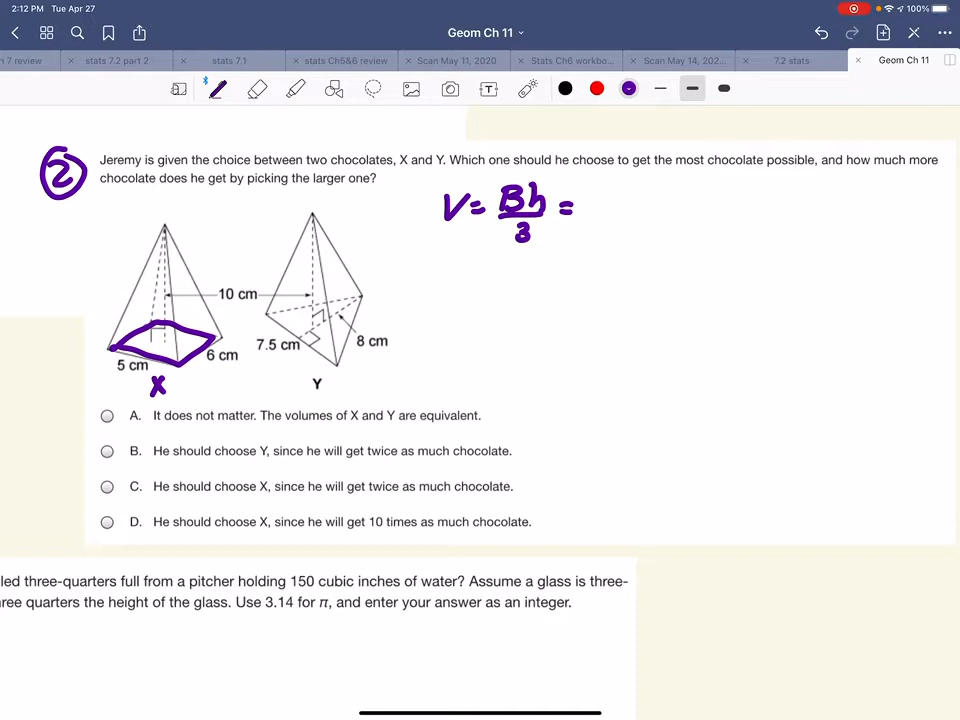 2:12 PM Tue Apr 27
100%
Geom Ch 11
n 7 review
× stats 7.2 part 2
× stats 7.1
× stats Ch5&6 review
× Scan May 11, 2020
× Stats Ch6 workbo...
× Scan May 14, 202...
× 7.2 stats
× Geom Ch 11
2
Jeremy is given the choice between two chocolates, X and Y. Which one should he choose to get the most chocolate possible, and how much more
chocolate does he get by picking the larger one?
V = Bh/3 =
10 cm
5 cm
6 cm
7.5 cm
8 cm
X
Y
A. It does not matter. The volumes of X and Y are equivalent.
B. He should choose Y, since he will get twice as much chocolate.
C. He should choose X, since he will get twice as much chocolate.
D. He should choose X, since he will get 10 times as much chocolate.
led three-quarters full from a pitcher holding 150 cubic inches of water? Assume a glass is three-
ree quarters the height of the glass. Use 3.14 for π, and enter your answer as an integer.